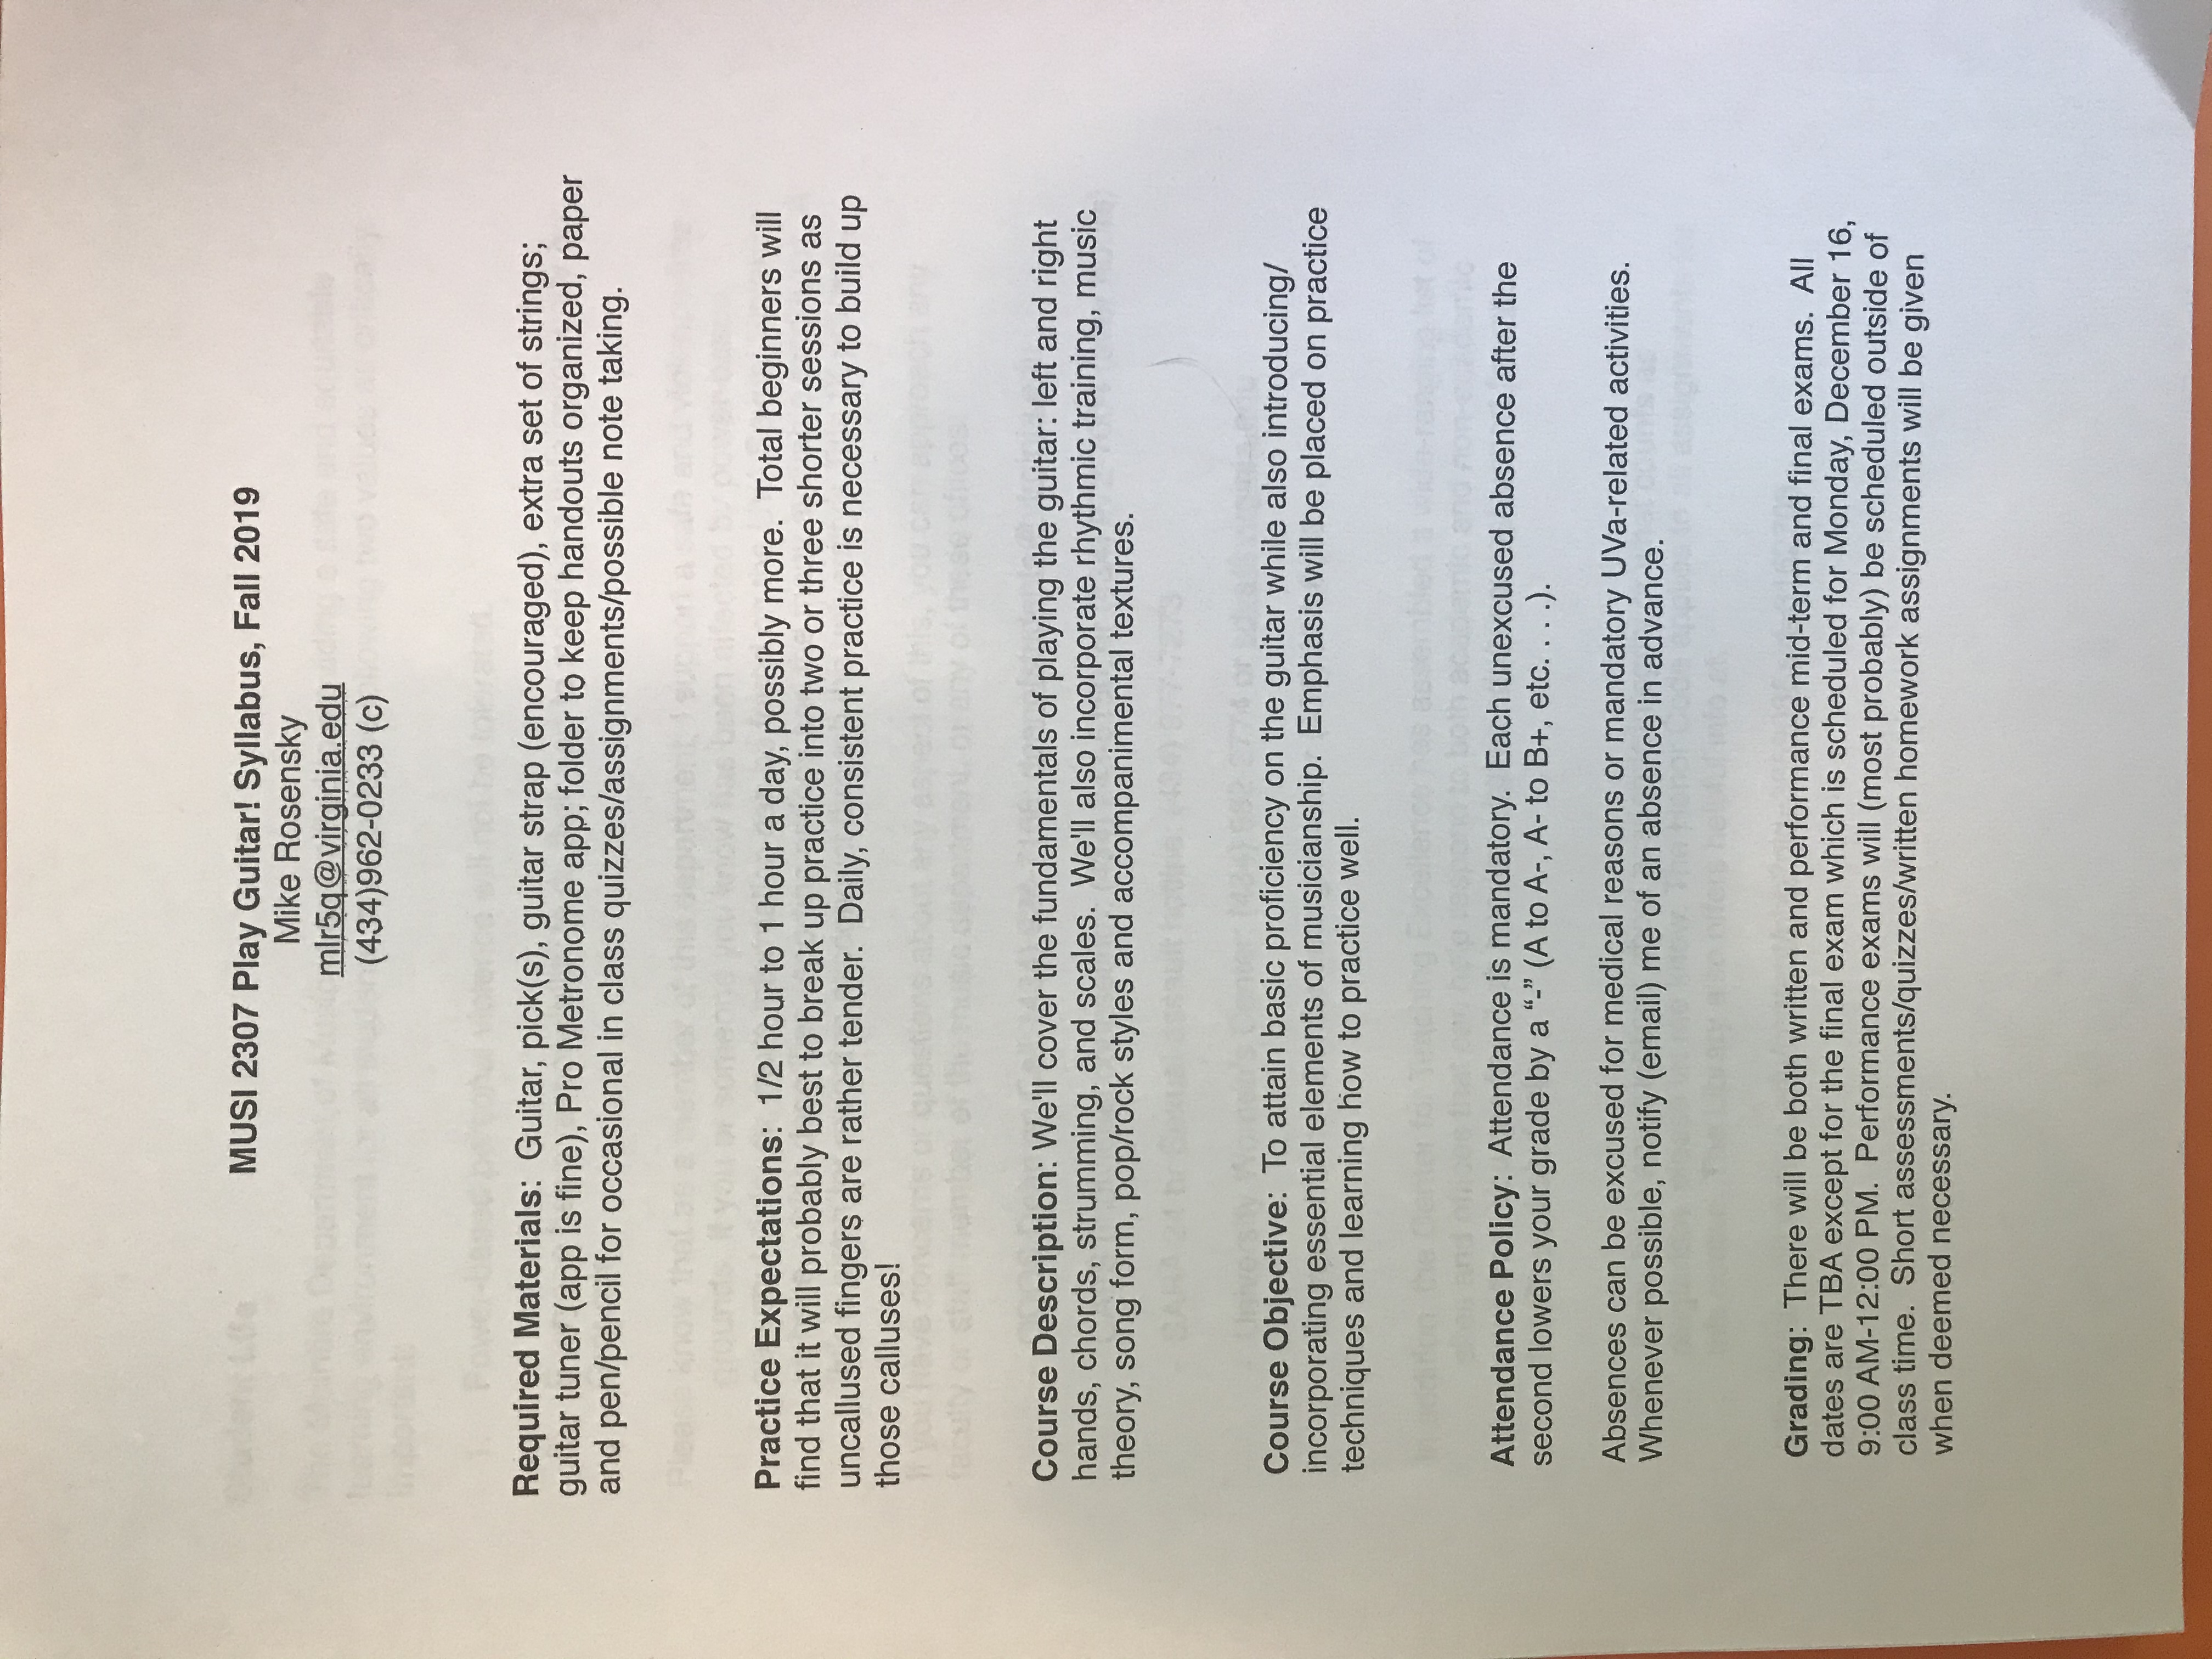 MUSI 2307 Play Guitar! Syllabus, Fall 2019
Mike Rosensky
mlr5q@virginia.edu
(434)962-0233 (c)
Required Materials: Guitar, pick(s), guitar strap (encouraged), extra set of strings;
guitar tuner (app is fine), Pro Metronome app; folder to keep handouts organized, paper
and pen/pencil for occasional in class quizzes/assignments/possible note taking.
Practice Expectations: 1/2 hour to 1 hour a day, possibly more. Total beginners will
find that it will probably best to break up practice into two or three shorter sessions as
uncallused fingers are rather tender. Daily, consistent practice is necessary to build up
those calluses!
Course Description: We'll cover the fundamentals of playing the guitar: left and right
hands, chords, strumming, and scales. We'll also incorporate rhythmic training, music
theory, song form, pop/rock styles and accompanimental textures.
Course Objective: To attain basic proficiency on the guitar while also introducing/
incorporating essential elements of musicianship. Emphasis will be placed on practice
techniques and learning how to practice well.
Attendance Policy: Attendance is mandatory. Each unexcused absence after the
second lowers your grade by a “-” (A to A-, A- to B+, etc. . . .).
Absences can be excused for medical reasons or mandatory UVa-related activities.
Whenever possible, notify (email) me of an absence in advance.
Grading: There will be both written and performance mid-term and final exams. All
dates are TBA except for the final exam which is scheduled for Monday, December 16,
9:00 AM-12:00 PM. Performance exams will (most probably) be scheduled outside of
class time. Short assessments/quizzes/written homework assignments will be given
when deemed necessary.